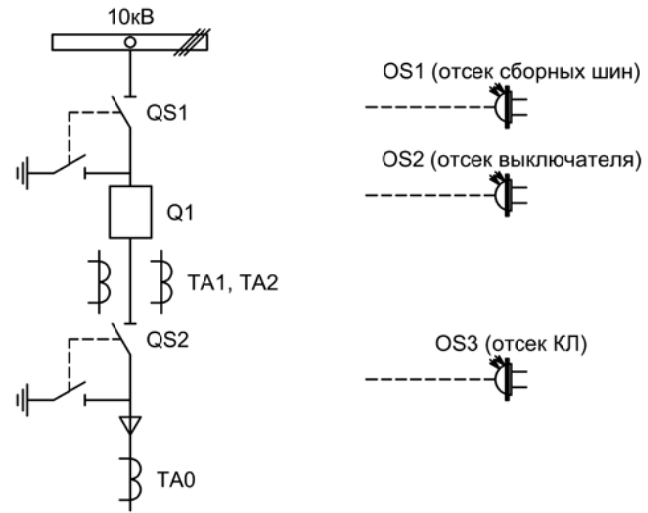 10кВ
OS1 (отсек сборных шин)
QS1
OS2 (отсек выключателя)
Q1
TA1, TA2
QS2
OS3 (отсек КЛ)
TA0